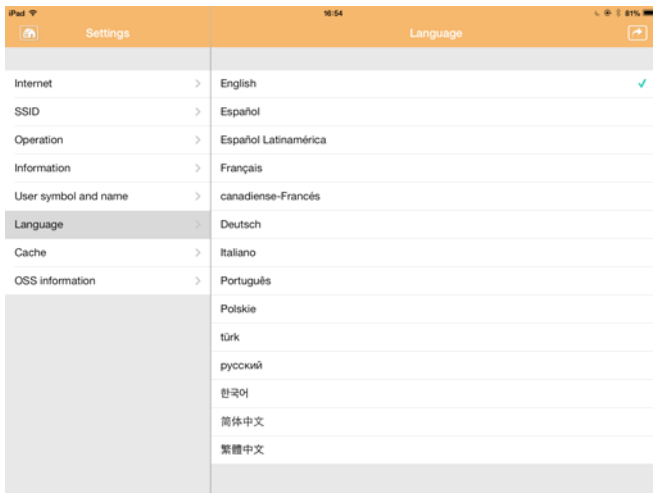 iPad 16:54 81%
Settings
Language
Internet
SSID
Operation
Information
User symbol and name
Language
Cache
OSS information
English
Español
Español Latinamérica
Français
canadiense-Francés
Deutsch
Italiano
Português
Polskie
türk
русский
한국어
简体中文
繁體中文